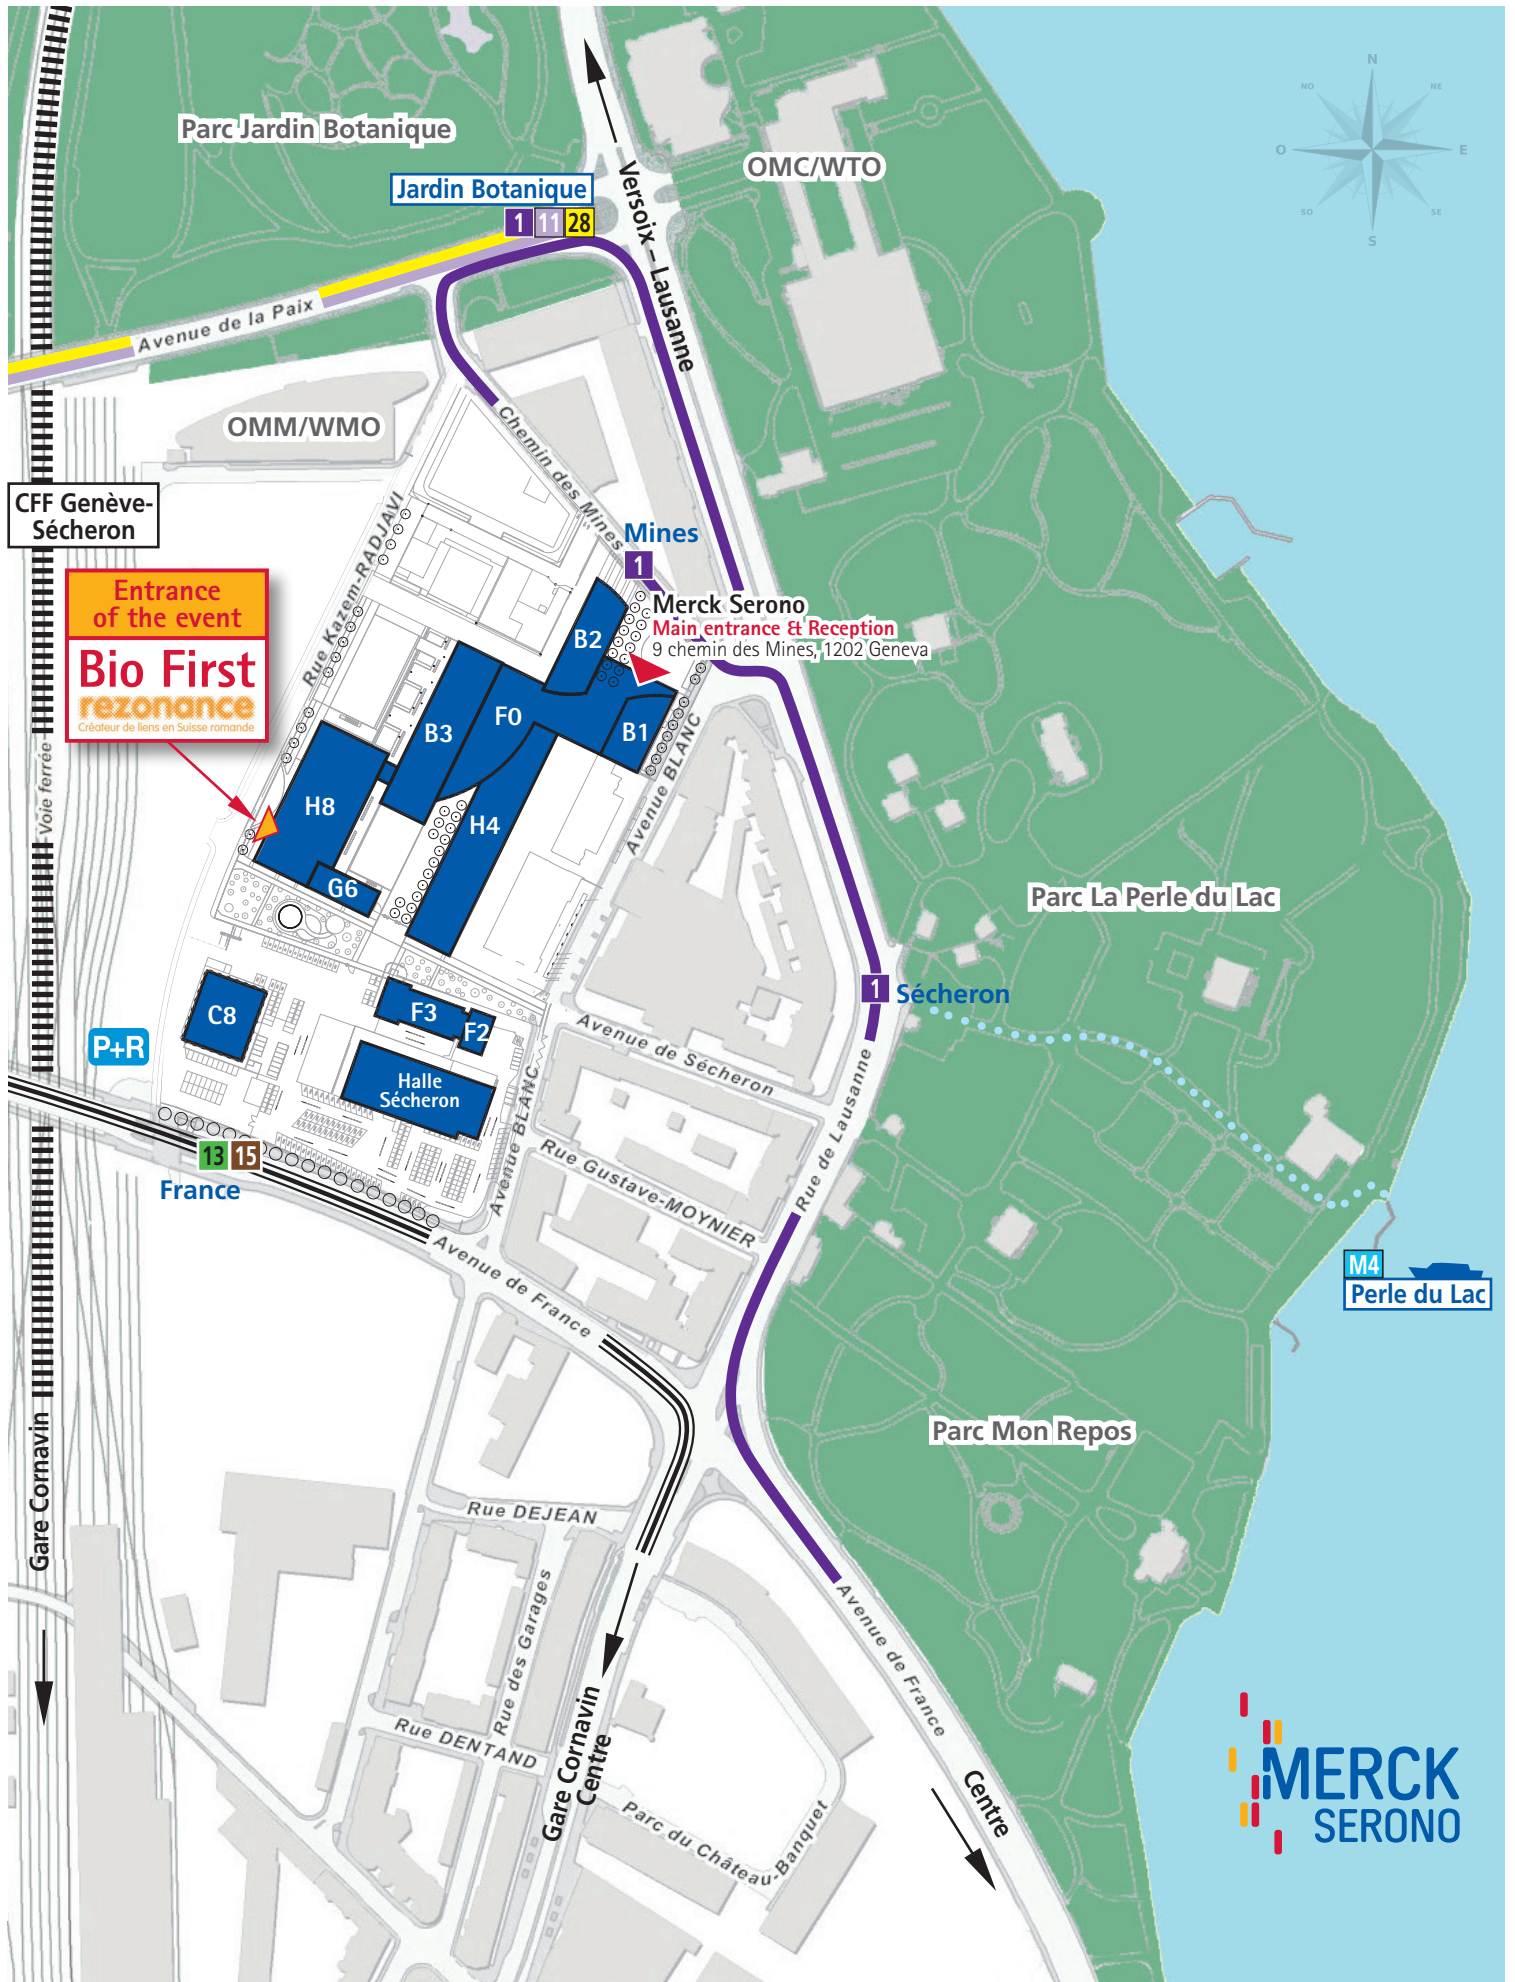 Parc Jardin Botanique
N
NO
NE
O
E
SO
SE
S
OMC/WTO
Versoix – Lausanne
Jardin Botanique
1 11 28
Avenue de la Paix
OMM/WMO
Chemin des Mines
CFF Genève-
Sécheron
Rue Kazem-RADJAVI
Mines
1
Entrance
of the event
Bio First
rezonance
Créateur de liens en Suisse romande
Merck Serono
Main entrance & Reception
9 chemin des Mines, 1202 Geneva
B2
F0
B3
B1
H8
H4
G6
Avenue BLANC
Voie ferrée
Parc La Perle du Lac
1 Sécheron
C8
F3
F2
Halle
Sécheron
P+R
Avenue de Sécheron
Avenue BLANC
Rue de Lausanne
13 15
France
Rue Gustave-MOYNIER
Avenue de France
M4
Perle du Lac
Parc Mon Repos
Gare Cornavin
Rue DEJEAN
Rue des Garages
Avenue de France
Rue DENTAND
Gare Cornavin
Centre
Parc du Château-Banquet
Centre
MERCK
SERONO